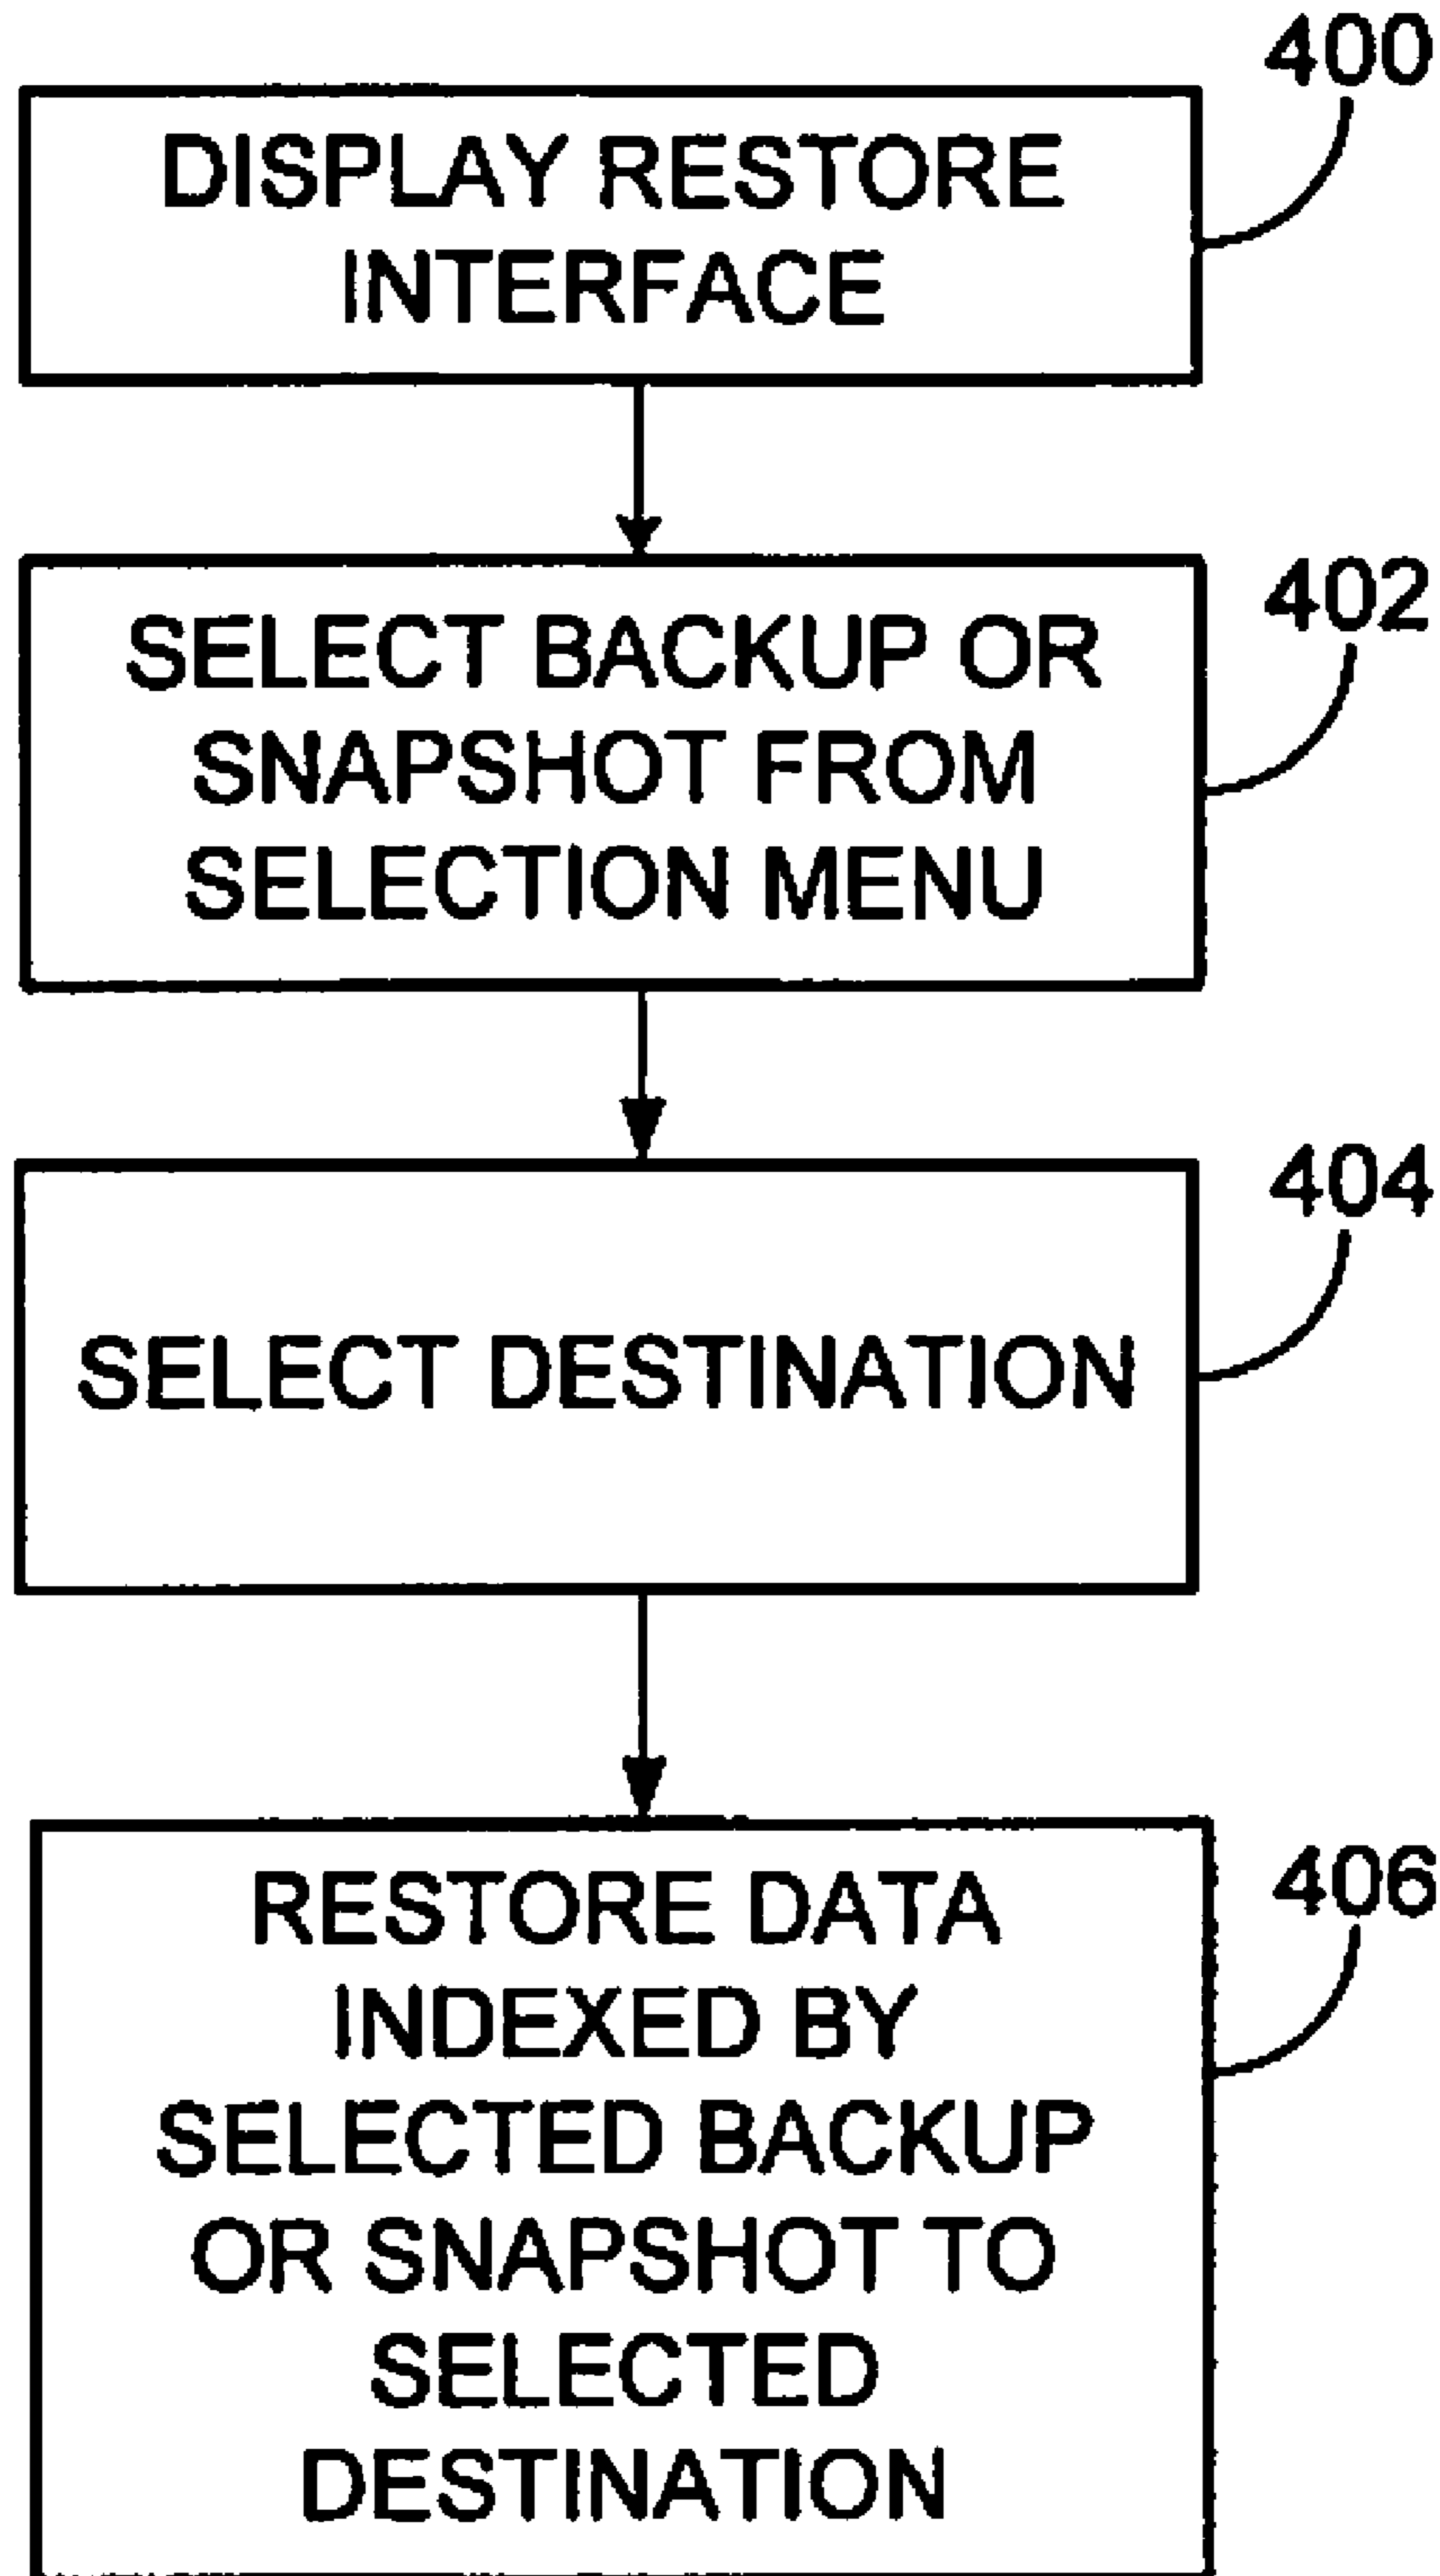 400
DISPLAY RESTORE
INTERFACE
402
SELECT BACKUP OR
SNAPSHOT FROM
SELECTION MENU
404
SELECT DESTINATION
406
RESTORE DATA
INDEXED BY
SELECTED BACKUP
OR SNAPSHOT TO
SELECTED
DESTINATION